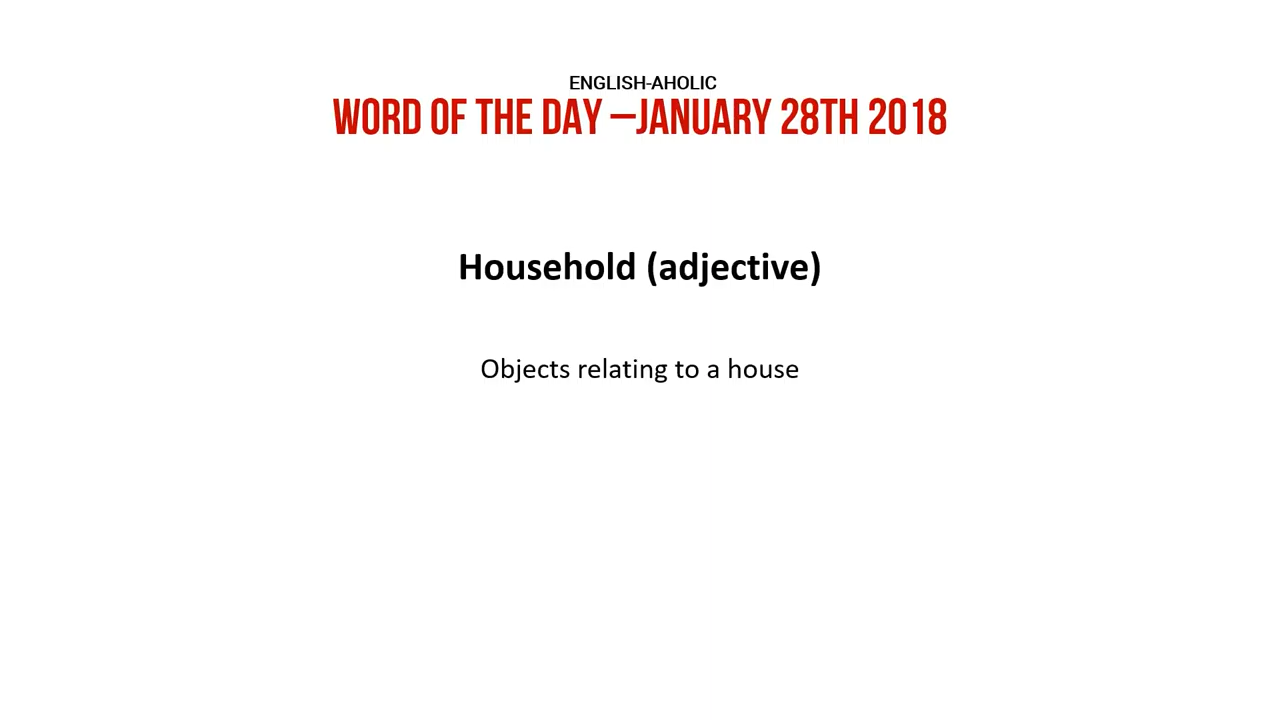 ENGLISH-AHOLIC
WORD OF THE DAY –JANUARY 28TH 2018
Household (adjective)
Objects relating to a house